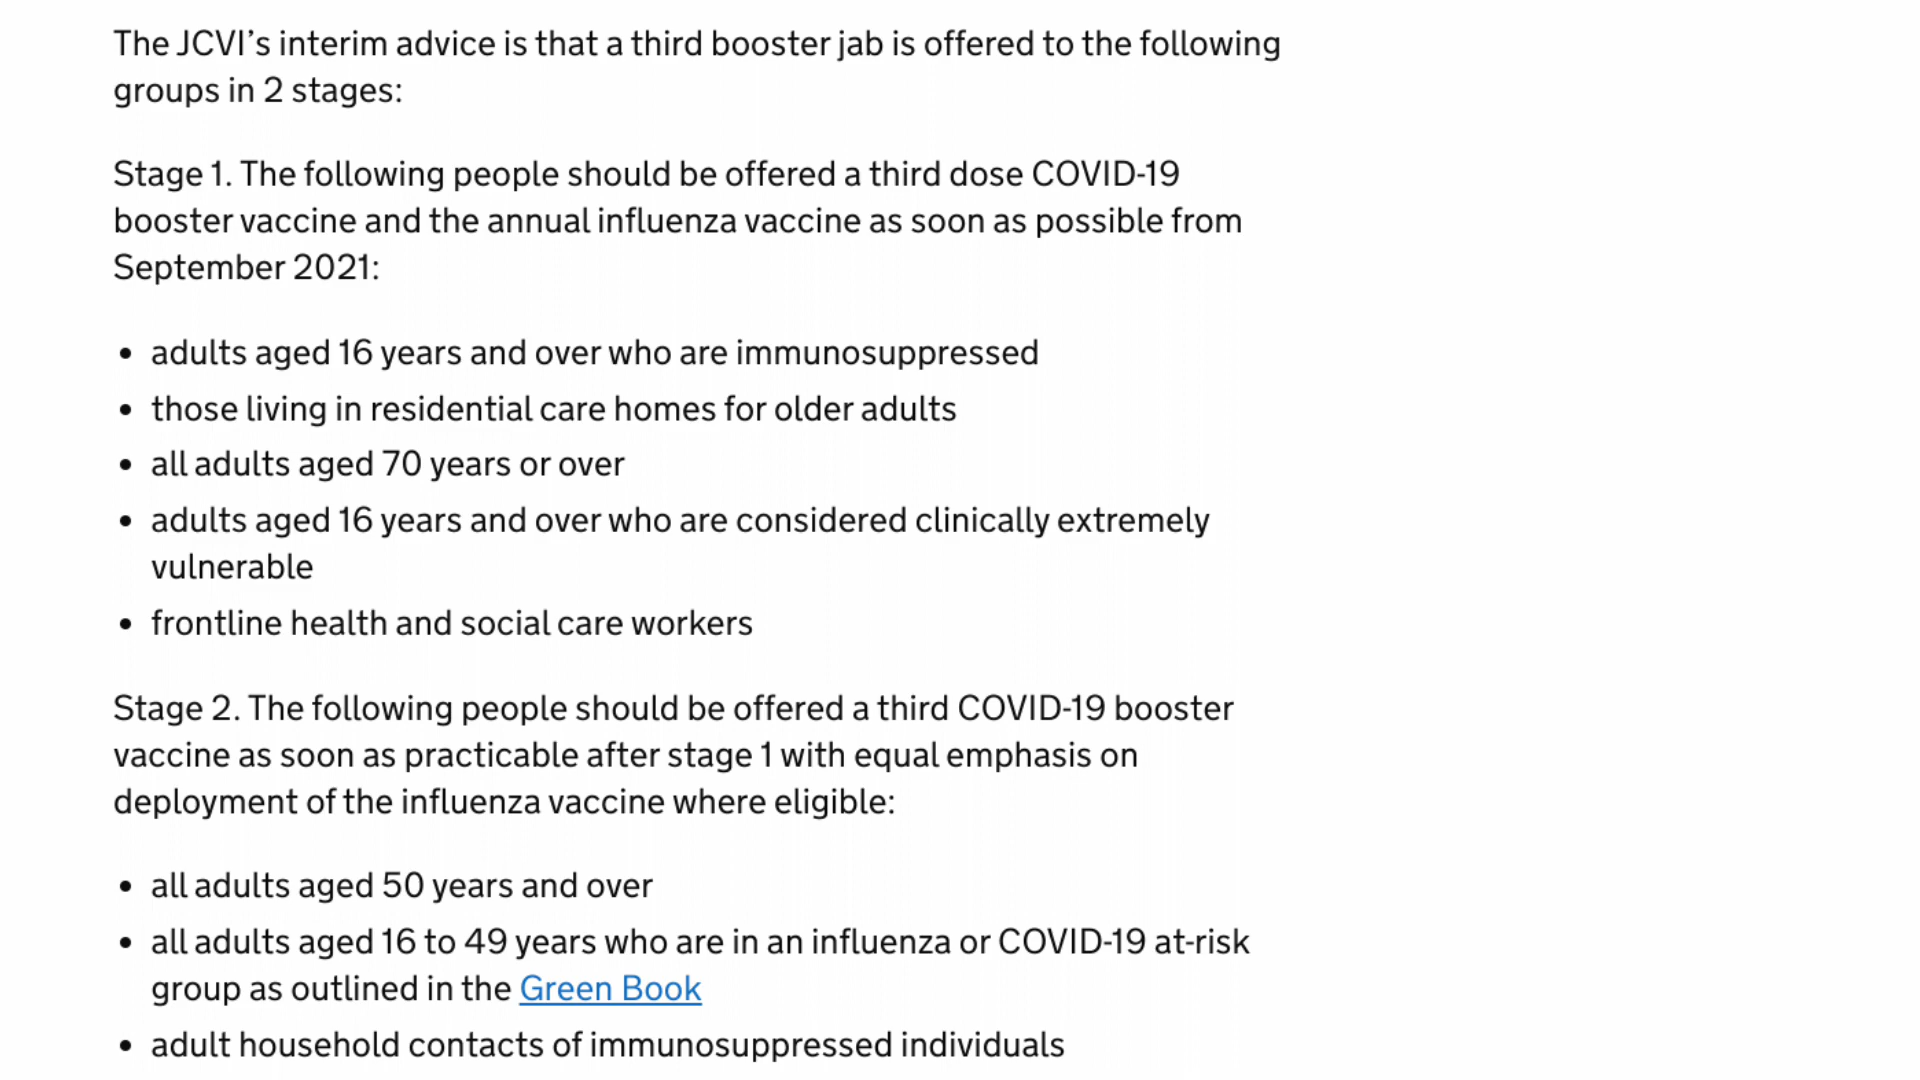 The JCVI’s interim advice is that a third booster jab is offered to the following
groups in 2 stages:
Stage 1. The following people should be offered a third dose COVID-19
booster vaccine and the annual influenza vaccine as soon as possible from
September 2021:
• adults aged 16 years and over who are immunosuppressed
• those living in residential care homes for older adults
• all adults aged 70 years or over
• adults aged 16 years and over who are considered clinically extremely
vulnerable
• frontline health and social care workers
Stage 2. The following people should be offered a third COVID-19 booster
vaccine as soon as practicable after stage 1 with equal emphasis on
deployment of the influenza vaccine where eligible:
• all adults aged 50 years and over
• all adults aged 16 to 49 years who are in an influenza or COVID-19 at-risk
group as outlined in the Green Book
• adult household contacts of immunosuppressed individuals